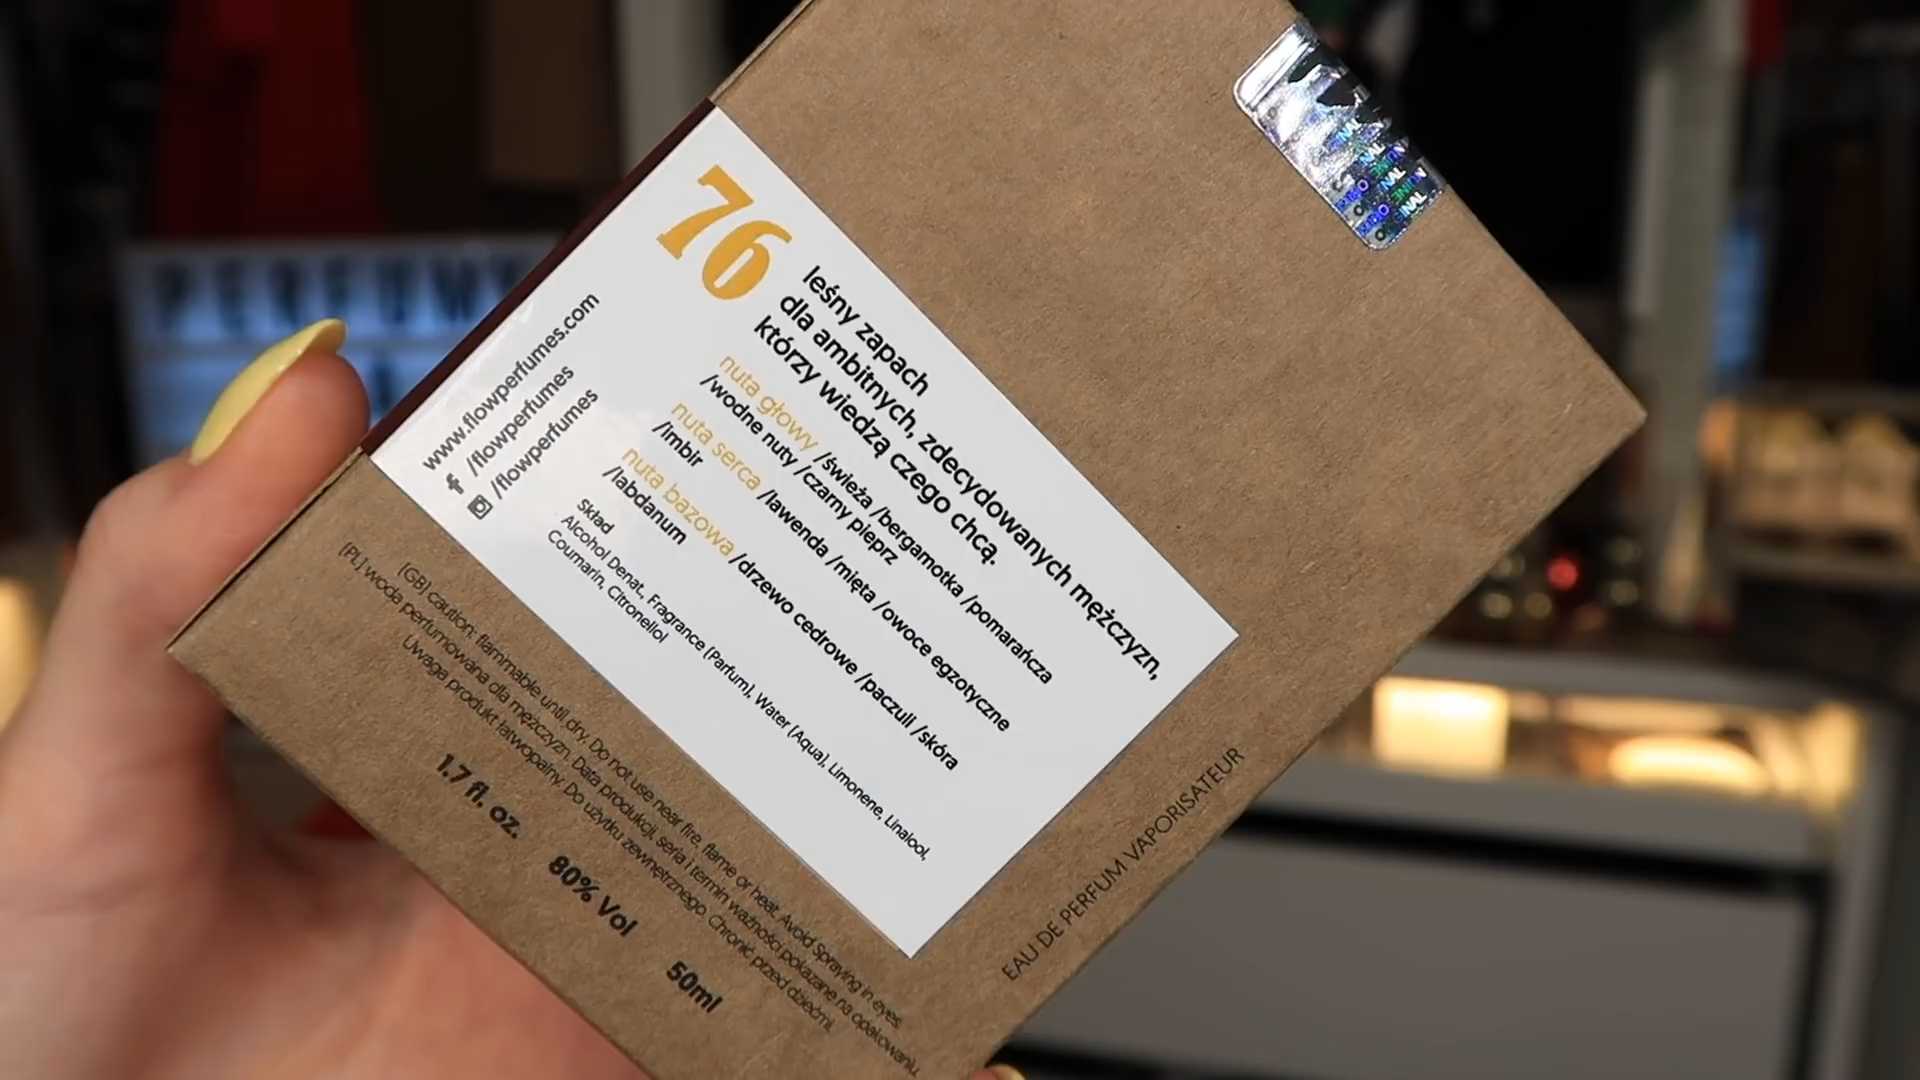 76
leśny zapach
dla ambitnych, zdecydowanych mężczyzn,
którzy wiedzą czego chcą.
nuta głowy /świeża /bergamotka /pomarańcza
/wodne nuty /czarny pieprz
nuta serca /lawenda /mięta /owoce egzotyczne
/imbir
nuta bazowa /drzewo cedrowe /paczuli /skóra
/labdanum
Skład
Alcohol Denat, Fragrance (Parfum), Water (Aqua), Limonene, Linalool,
Coumarin, Citronellol
www.flowperfumes.com
/flowperfumes
/flowperfumes
(GB) caution: flammable until dry. Do not use near fire, flame or heat. Avoid Spraying in eyes.
(PL) woda perfumowana dla mężczyzn. Data produkcji, seria i termin ważności pokazane na opakowaniu.
Uwaga produkt łatwopalny. Do użytku zewnętrznego. Chronić przed dziećmi.
1.7 fl. oz. 80% Vol 50ml
EAU DE PERFUM VAPORISATEUR
ORIGINAL
GENUINE
PERFUM